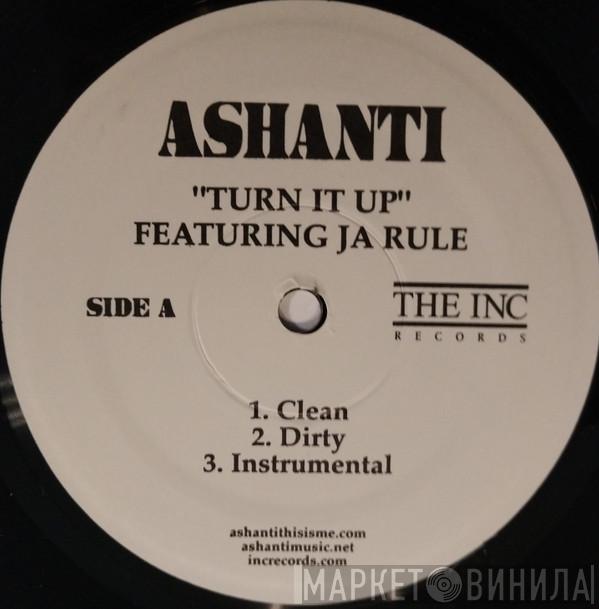 ASHANTI
"TURN IT UP"
FEATURING JA RULE
SIDE A
THE INC
RECORDS
1. Clean
2. Dirty
3. Instrumental
ashantithisisme.com
ashantimusic.net
increcords.com
МАРКЕТ ВИНИЛА